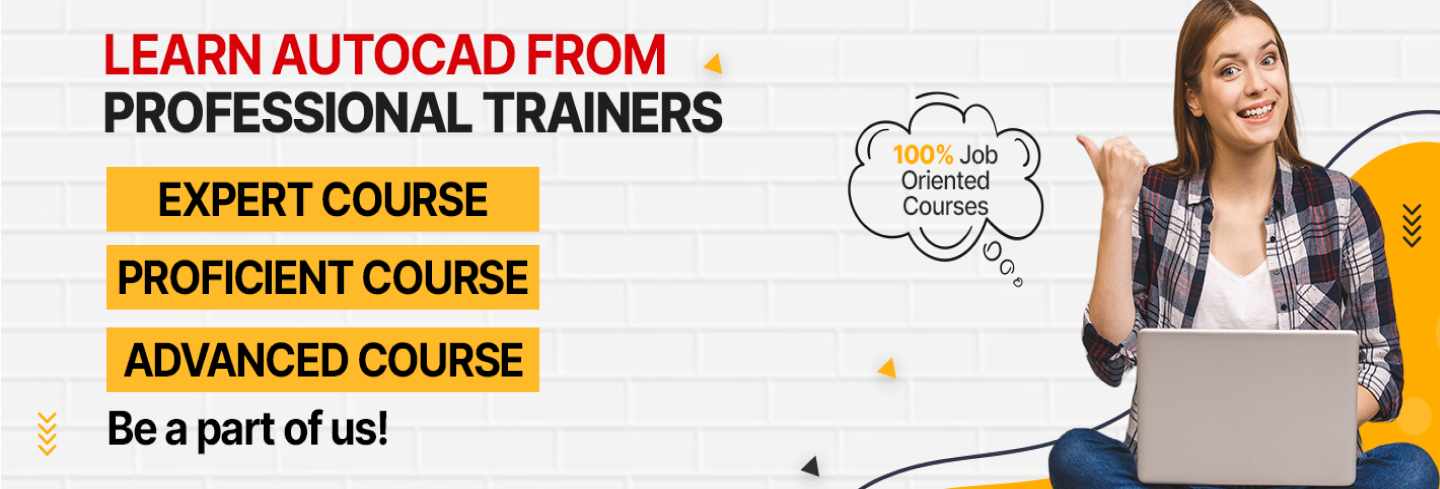 LEARN AUTOCAD FROM
PROFESSIONAL TRAINERS
EXPERT COURSE
PROFICIENT COURSE
ADVANCED COURSE
Be a part of us!
100% Job
Oriented
Courses